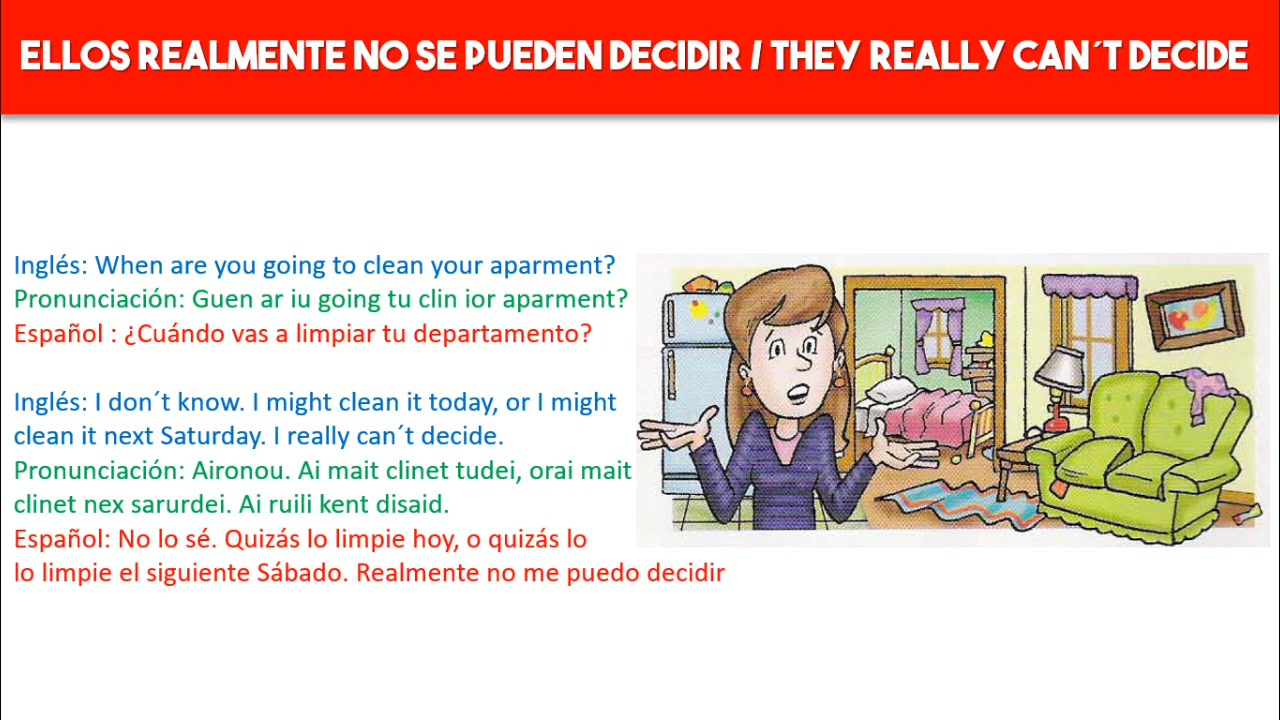 ELLOS REALMENTE NO SE PUEDEN DECIDIR / THEY REALLY CAN´T DECIDE
Inglés: When are you going to clean your aparment?
Pronunciación: Guen ar iu going tu clin ior aparment?
Español : ¿Cuándo vas a limpiar tu departamento?
Inglés: I don´t know. I might clean it today, or I might
clean it next Saturday. I really can´t decide.
Pronunciación: Aironou. Ai mait clinet tudei, orai mait
clinet nex sarurdei. Ai ruili kent disaid.
Español: No lo sé. Quizás lo limpie hoy, o quizás lo
lo limpie el siguiente Sábado. Realmente no me puedo decidir